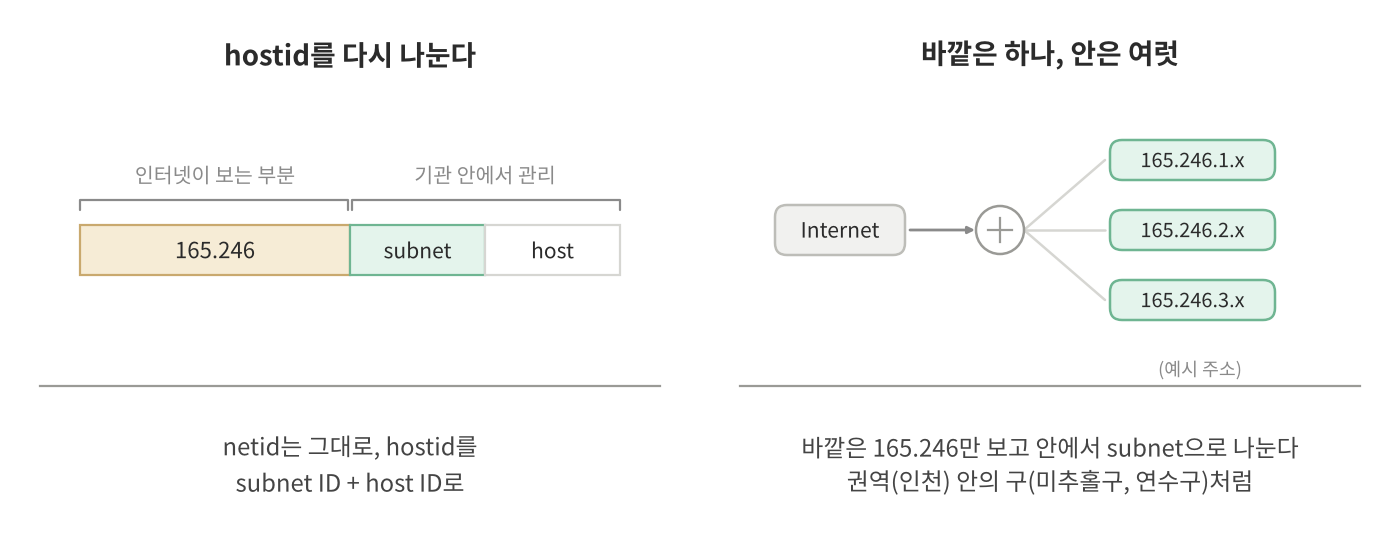 hostid를 다시 나눈다
인터넷이 보는 부분
기관 안에서 관리
165.246
subnet
host
netid는 그대로, hostid를
subnet ID + host ID로
바깥은 하나, 안은 여럿
Internet
165.246.1.x
165.246.2.x
165.246.3.x
(예시 주소)
바깥은 165.246만 보고 안에서 subnet으로 나눈다
권역(인천) 안의 구(미추홀구, 연수구)처럼